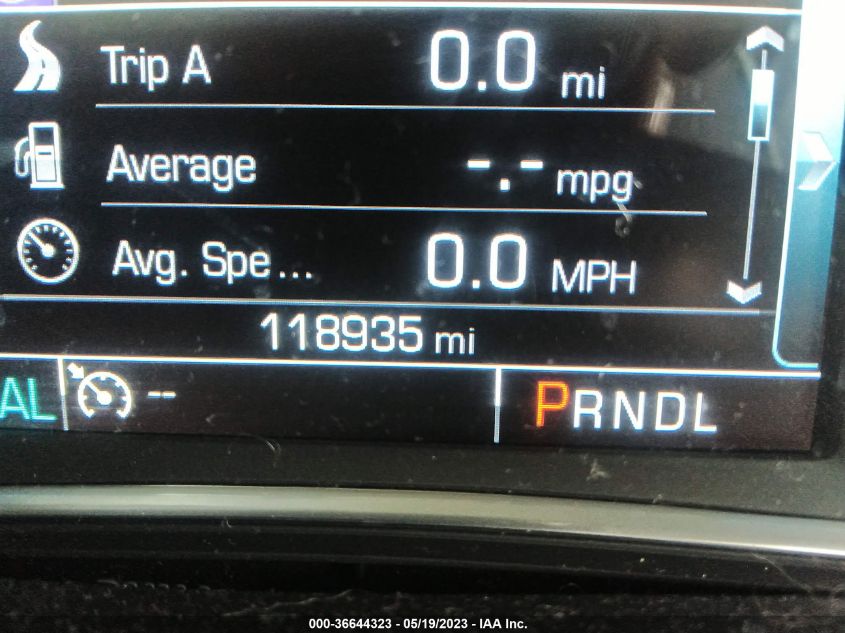 Trip A 0.0 mi
Average -.- mpg
Avg. Spe... 0.0 MPH
118935 mi
AL -- PRNDL
000-36644323 - 05/19/2023 - IAA Inc.